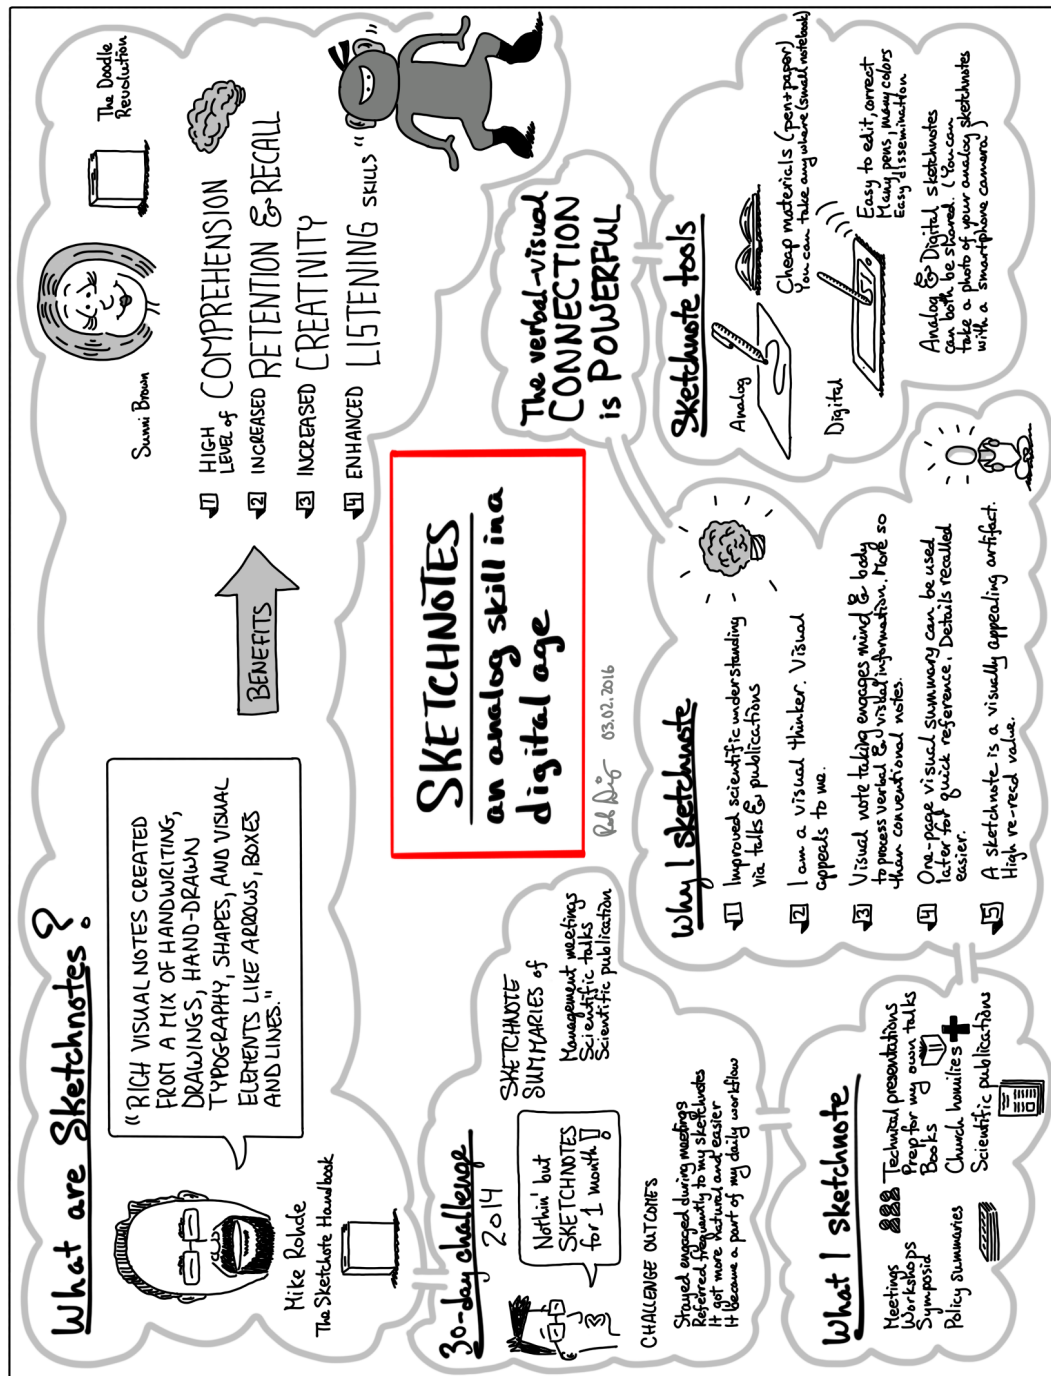 What are Sketchnotes?
"RICH VISUAL NOTES CREATED
FROM A MIX OF HANDWRITING,
DRAWINGS, HAND-DRAWN
TYPOGRAPHY, SHAPES, AND VISUAL
ELEMENTS LIKE ARROWS, BOXES
AND LINES."
Mike Rohde
The Sketchote Handbook
BENEFITS
Sunni Brown
The Doodle
Revolution
1 HIGH
LEVEL of COMPREHENSION
2 INCREASED RETENTION & RECALL
3 INCREASED CREATIVITY
4 ENHANCED LISTENING SKILLS"
SKETCHNOTES
an analog skill in a
digital age
03.02.2016
The verbal-visual
CONNECTION
is POWERFUL
30-day challenge
2014
Nothin' but
SKETCHNOTES
for 1 month!
SKETCHNOTE
SUMMARIES of
Management meetings
Scientific talks
Scientific publication
CHALLENGE OUTCOMES
Stayed engaged during meetings
Referred frequently to my sketchnotes
It got more natural and easier
It became a part of my daily workflow
What I sketchnote
Meetings
Workshops
Symposia
Policy summaries
Technical presentations
Prep for my own talks
Books
Church homilies
Scientific publications
Why I sketchnote
1 Improved scientific understanding
via talks & publications
2 I am a visual thinker. Visual
appeals to me.
3 Visual note taking engages mind & body
to process verbal & visual information. More so
than conventional notes.
4 One-page visual summary can be used
later for quick reference. Details recalled
easier.
5 A sketchnote is a visually appealing artifact.
High re-read value.
Sketchnote tools
Analog
Cheap materials (pen+paper)
You can take anywhere (small notebook)
Digital
Easy to edit, correct
Many pens, many colors
Easy dissemination
Analog & Digital sketchnotes
can both be shared. (You can
take a photo of your analog sketchnotes
with a smartphone camera!)